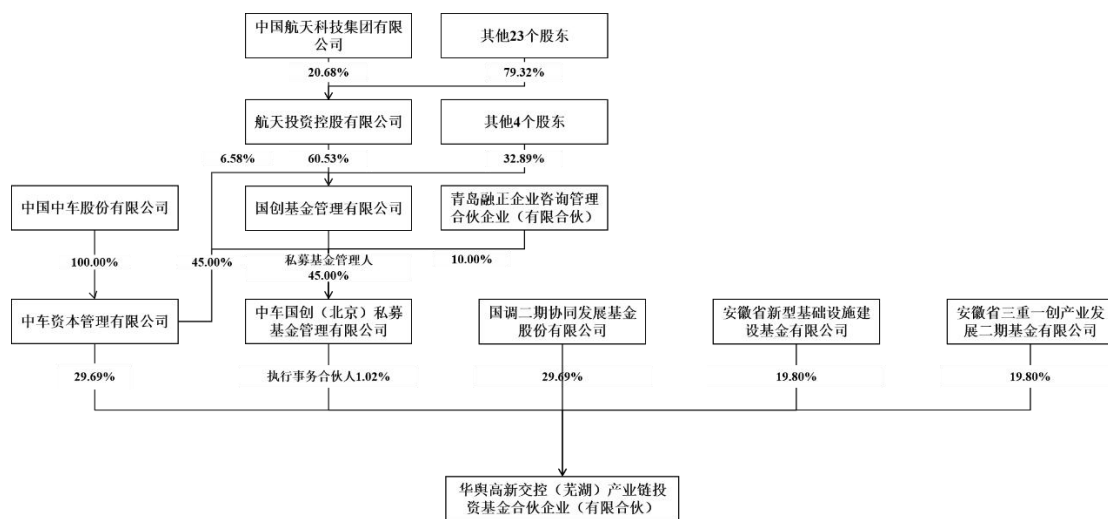 中国航天科技集团有限
公司
其他23个股东
20.68%
79.32%
航天投资控股有限公司
其他4个股东
6.58%
60.53%
32.89%
中国中车股份有限公司
国创基金管理有限公司
青岛融正企业咨询管理
合伙企业（有限合伙）
100.00%
45.00%
私募基金管理人
45.00%
10.00%
中车资本管理有限公司
中车国创（北京）私募
基金管理有限公司
国调二期协同发展基金
股份有限公司
安徽省新型基础设施建
设基金有限公司
安徽省三重一创产业发
展二期基金有限公司
29.69%
执行事务合伙人1.02%
29.69%
19.80%
19.80%
华舆高新交控（芜湖）产业链投
资基金合伙企业（有限合伙）